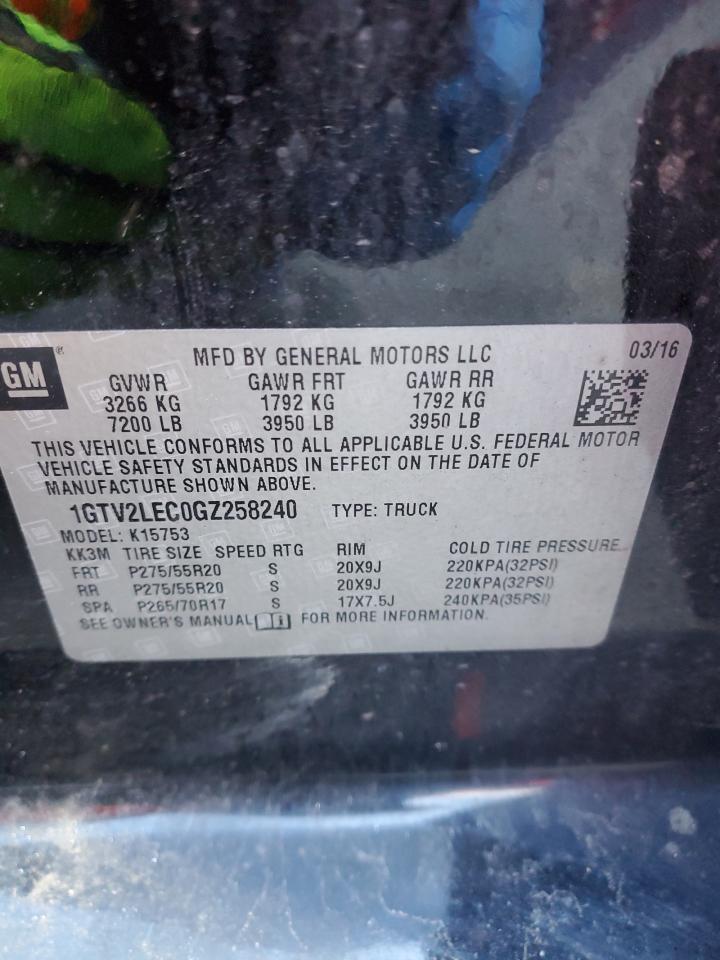 GM
MFD BY GENERAL MOTORS LLC 03/16
GVWR GAWR FRT GAWR RR
3266 KG 1792 KG 1792 KG
7200 LB 3950 LB 3950 LB
THIS VEHICLE CONFORMS TO ALL APPLICABLE U.S. FEDERAL MOTOR
VEHICLE SAFETY STANDARDS IN EFFECT ON THE DATE OF
MANUFACTURE SHOWN ABOVE.
1GTV2LEC0GZ258240 TYPE: TRUCK
MODEL: K15753
KK3M TIRE SIZE SPEED RTG RIM COLD TIRE PRESSURE
FRT P275/55R20 S 20X9J 220KPA(32PSI)
RR P275/55R20 S 20X9J 220KPA(32PSI)
SPA P265/70R17 S 17X7.5J 240KPA(35PSI)
SEE OWNER'S MANUAL FOR MORE INFORMATION.